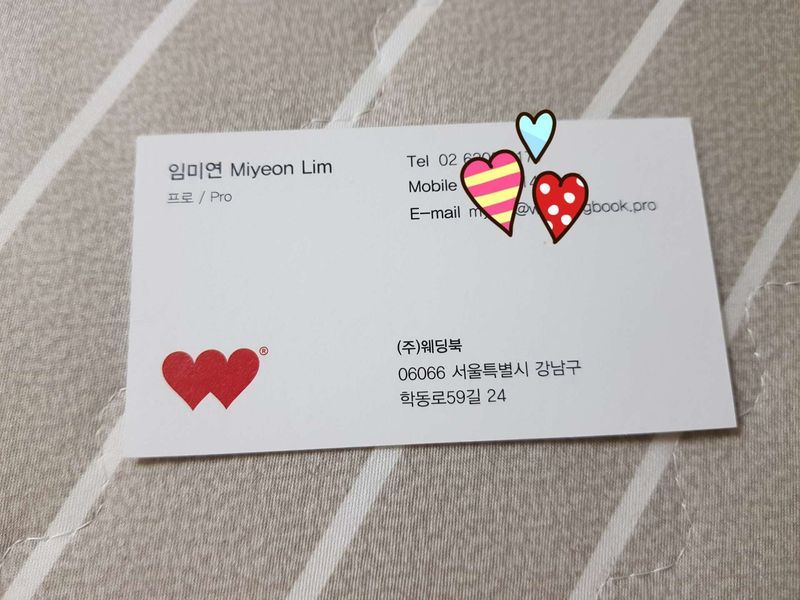 임미연 Miyeon Lim
프로 / Pro
Tel 02
Mobile
E-mail
(주)웨딩북
06066 서울특별시 강남구
학동로59길 24
®